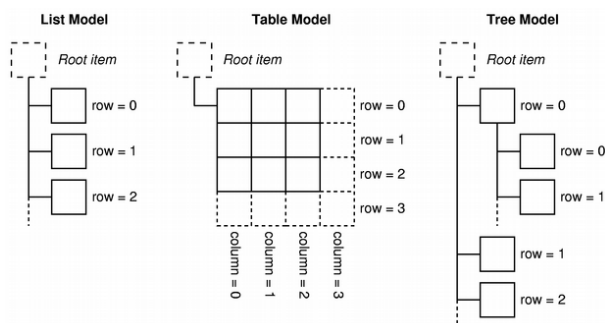 List Model
Root item
row = 0
row = 1
row = 2
Table Model
Root item
row = 0
row = 1
row = 2
row = 3
column = 0
column = 1
column = 2
column = 3
Tree Model
Root item
row = 0
row = 0
row = 1
row = 1
row = 2